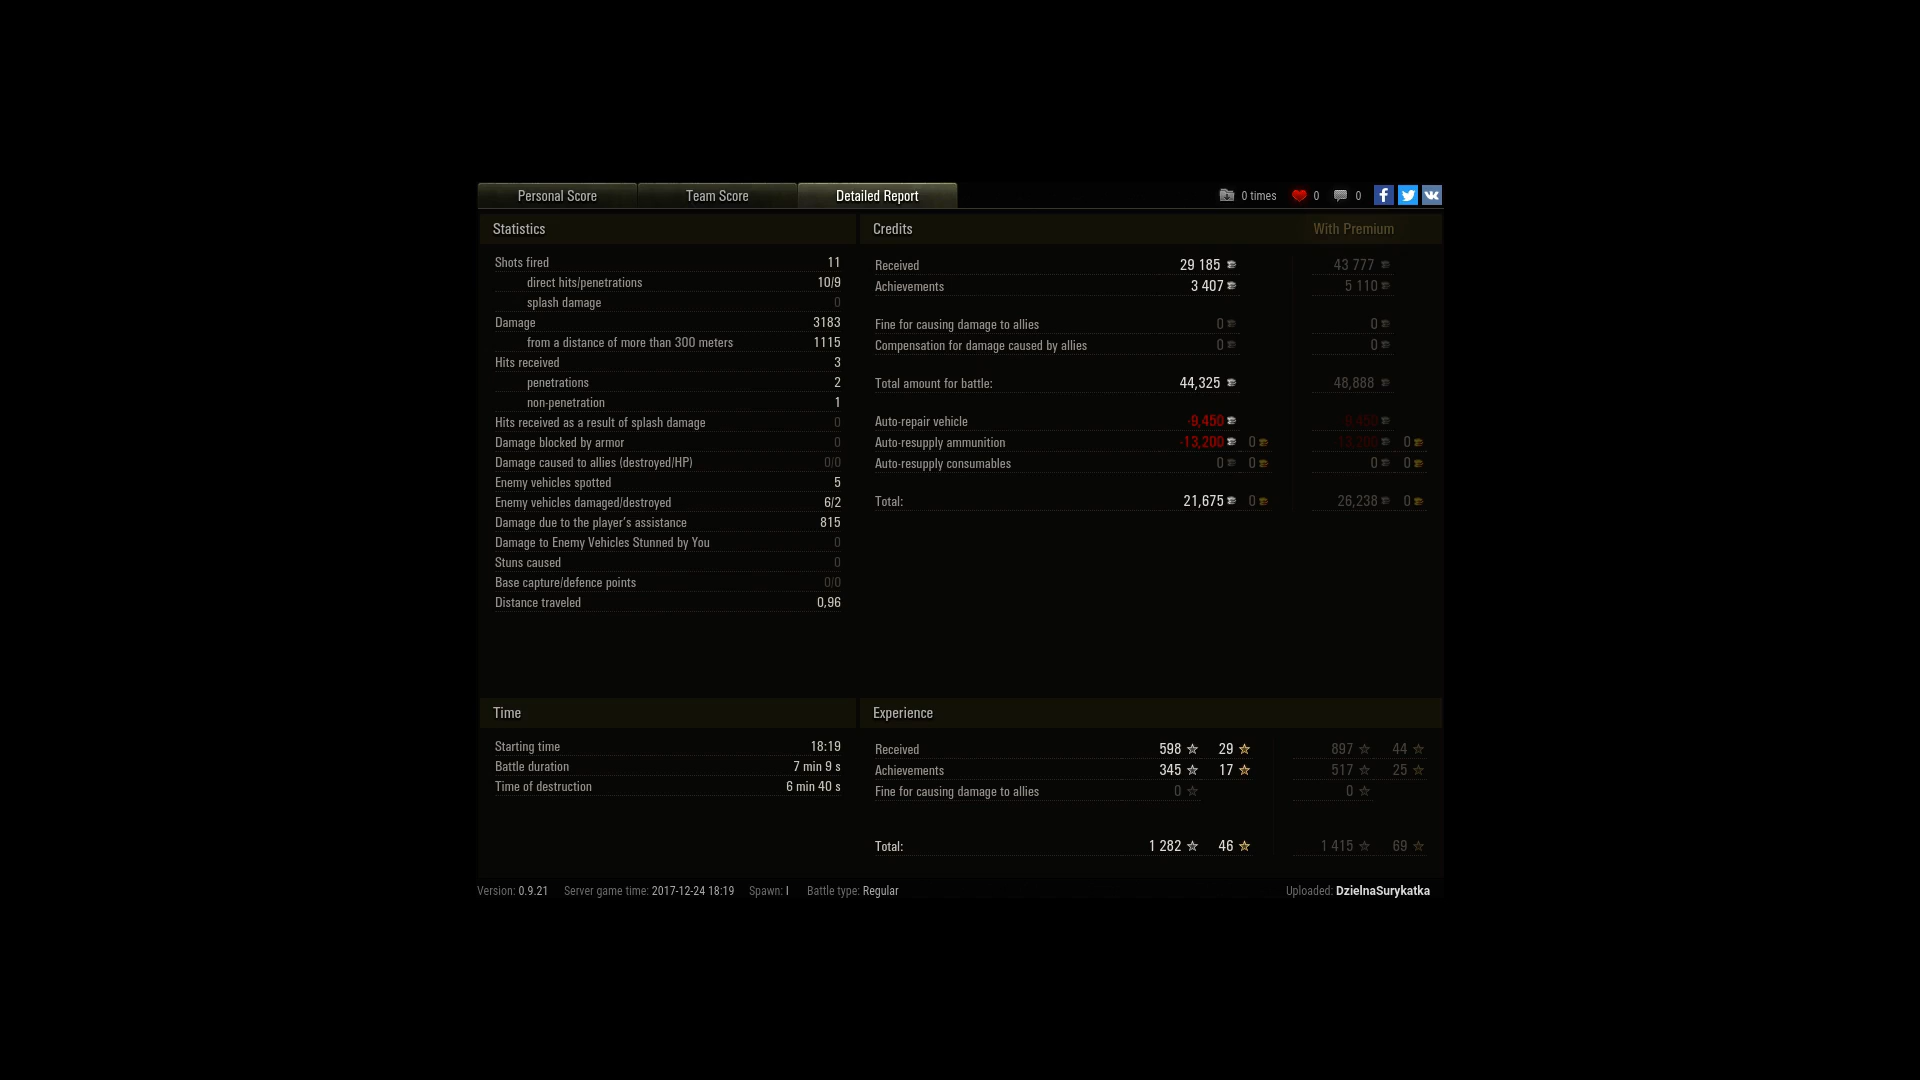 Personal Score Team Score Detailed Report 0 times 0 0
Statistics
Shots fired 11
direct hits/penetrations 10/9
splash damage 0
Damage 3183
from a distance of more than 300 meters 1115
Hits received 3
penetrations 2
non-penetration 1
Hits received as a result of splash damage 0
Damage blocked by armor 0
Damage caused to allies (destroyed/HP) 0/0
Enemy vehicles spotted 5
Enemy vehicles damaged/destroyed 6/2
Damage due to the player's assistance 815
Damage to Enemy Vehicles Stunned by You 0
Stuns caused 0
Base capture/defence points 0/0
Distance traveled 0,96
Credits With Premium
Received 29 185 43 777
Achievements 3 407 5 110
Fine for causing damage to allies 0 0
Compensation for damage caused by allies 0 0
Total amount for battle: 44,325 48,888
Auto-repair vehicle -9,450 -9,450
Auto-resupply ammunition -13,200 0 -13,200 0
Auto-resupply consumables 0 0 0 0
Total: 21,675 0 26,238 0
Time
Starting time 18:19
Battle duration 7 min 9 s
Time of destruction 6 min 40 s
Experience
Received 598 29 897 44
Achievements 345 17 517 25
Fine for causing damage to allies 0 0
Total: 1 282 46 1 415 69
Version: 0.9.21 Server game time: 2017-12-24 18:19 Spawn: I Battle type: Regular Uploaded: DzielnaSurykatka